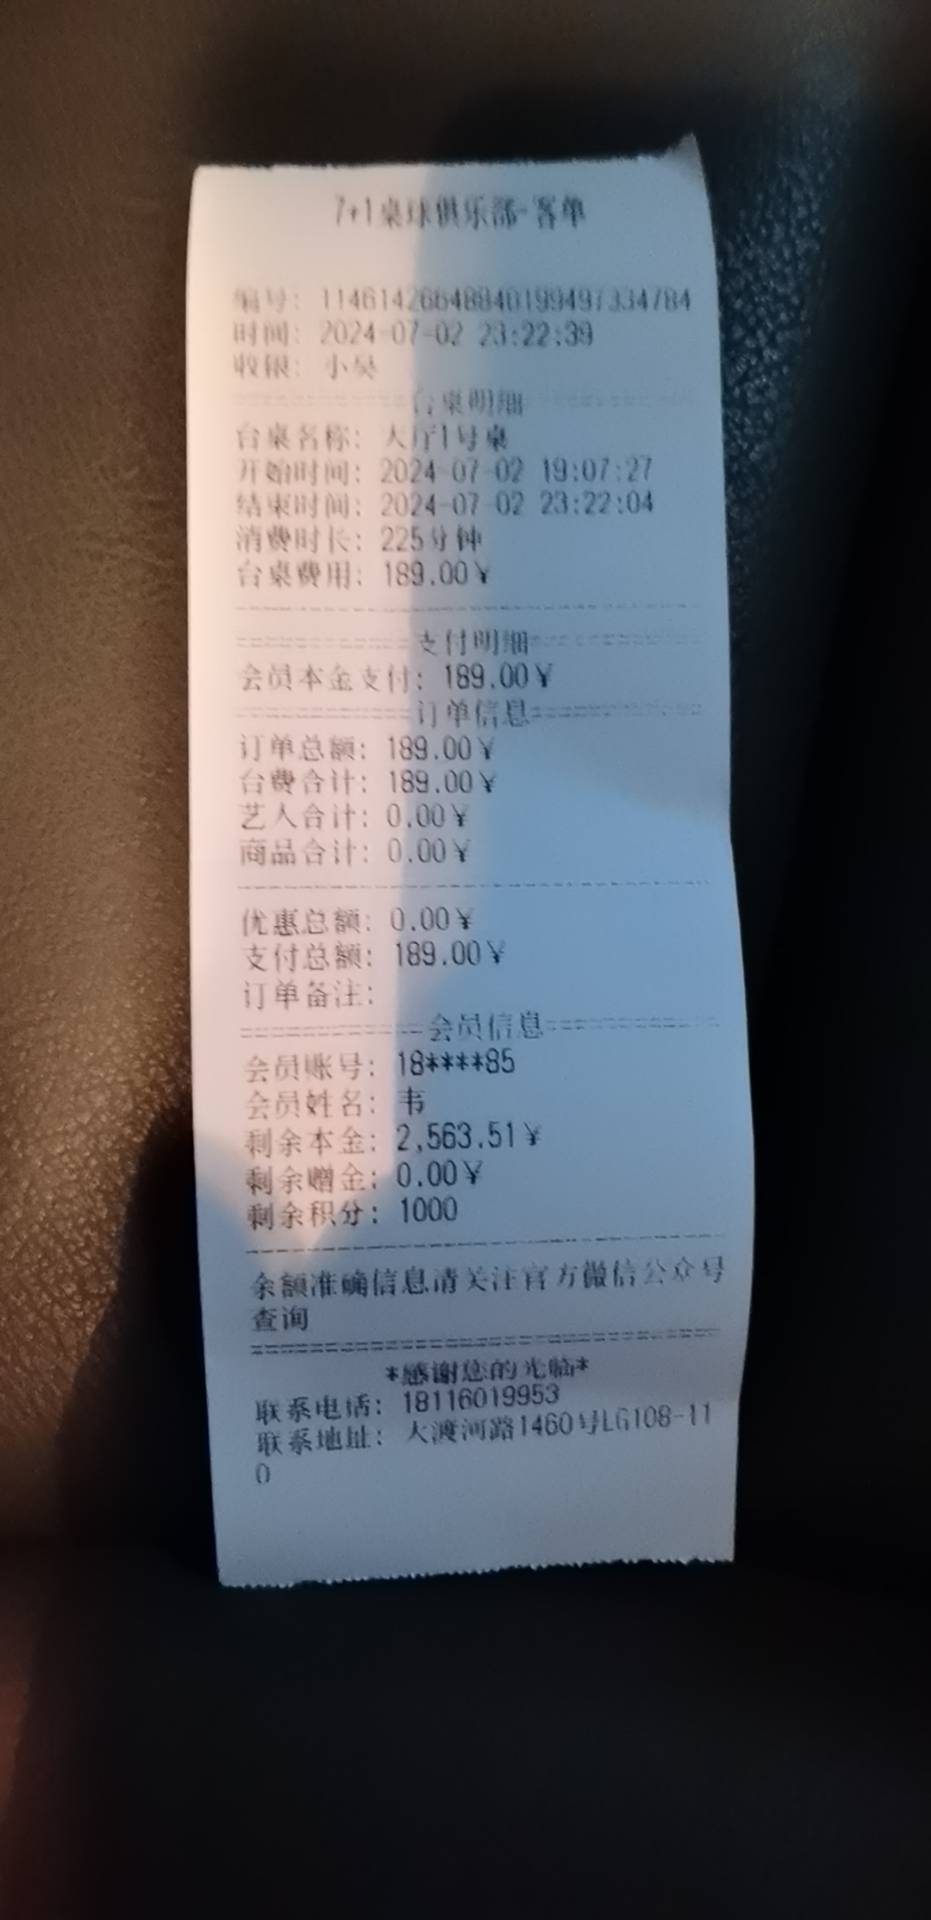 7+1桌球俱乐部-客单
编号: 1146142664884019949733​4784
时间: 2024-07-02 23:22:39
收银: 小吴
台桌明细
台桌名称: 大厅1号桌
开始时间: 2024-07-02 19:07:27
结束时间: 2024-07-02 23:22:04
消费时长: 225分钟
台桌费用: 189.00¥
支付明细
会员本金支付: 189.00¥
订单信息
订单总额: 189.00¥
台费合计: 189.00¥
艺人合计: 0.00¥
商品合计: 0.00¥
优惠总额: 0.00¥
支付总额: 189.00¥
订单备注:
会员信息
会员账号: 18****85
会员姓名: 韦
剩余本金: 2,563.51¥
剩余赠金: 0.00¥
剩余积分: 1000
余额准确信息请关注官方微信公众号
查询
*感谢您的光临*
联系电话: 18116019953
联系地址: 大渡河路1460号LG108-11
0